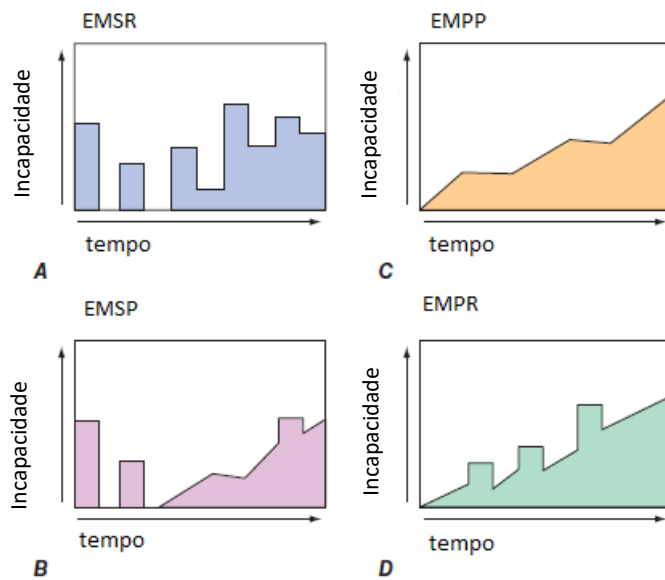 EMSR
Incapacidade
tempo
A
EMPP
Incapacidade
tempo
C
EMSP
Incapacidade
tempo
B
EMPR
Incapacidade
tempo
D